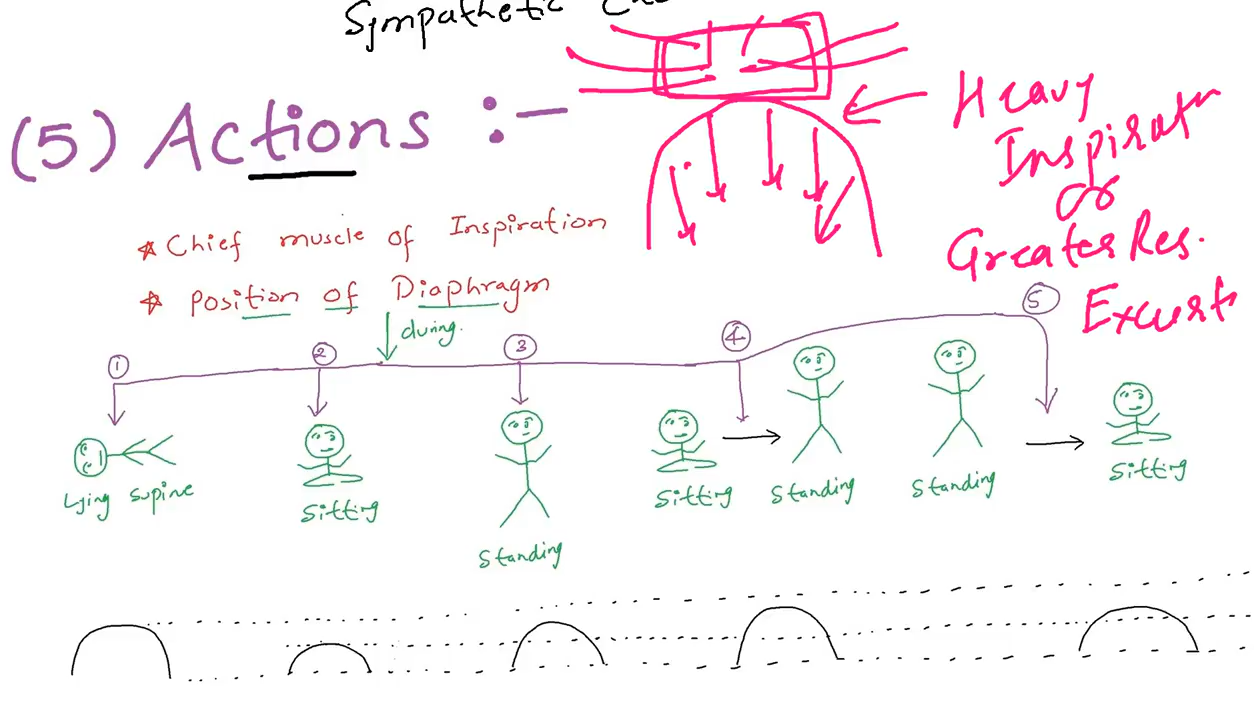 Sympathetic
(5) Actions :-
Heavy
Inspirat
or
Greater Res.
Excurs
* Chief muscle of Inspiration
* Position of Diaphragm
during
1
2
3
4
5
Lying Supine
Sitting
Standing
Sitting
Standing
Standing
Sitting